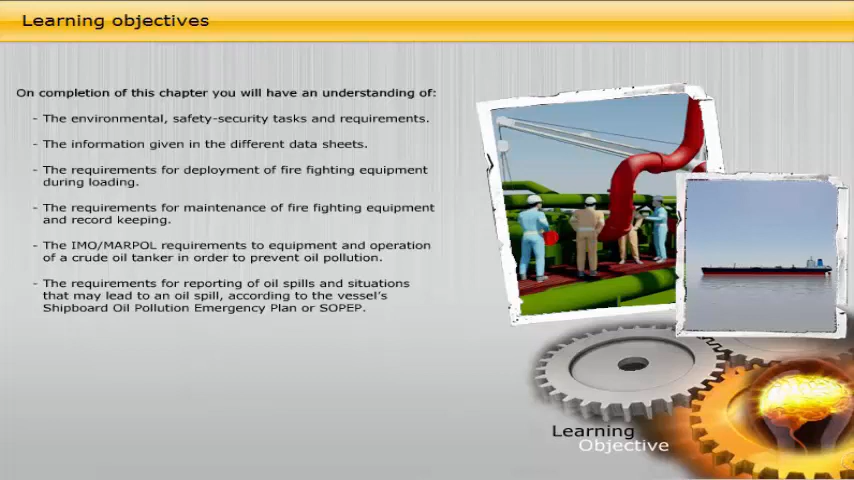 Learning objectives
On completion of this chapter you will have an understanding of:
- The environmental, safety-security tasks and requirements.
- The information given in the different data sheets.
- The requirements for deployment of fire fighting equipment
during loading.
- The requirements for maintenance of fire fighting equipment
and record keeping.
- The IMO/MARPOL requirements to equipment and operation
of a crude oil tanker in order to prevent oil pollution.
- The requirements for reporting of oil spills and situations
that may lead to an oil spill, according to the vessel's
Shipboard Oil Pollution Emergency Plan or SOPEP.
Learning
Objective